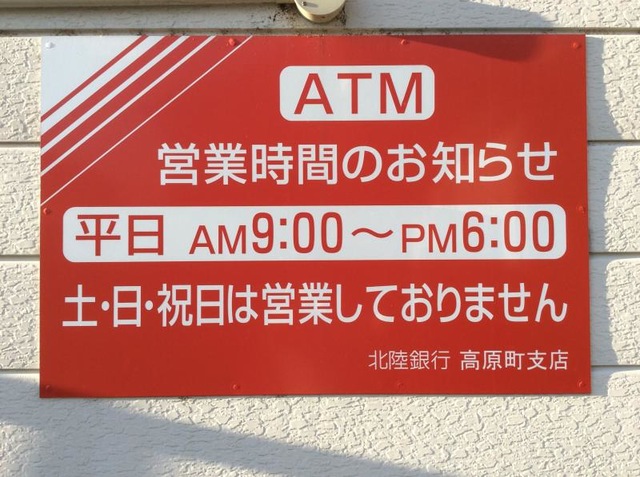 ATM
営業時間のお知らせ
平日 AM9:00～PM6:00
土・日・祝日は営業しておりません
北陸銀行 高原町支店